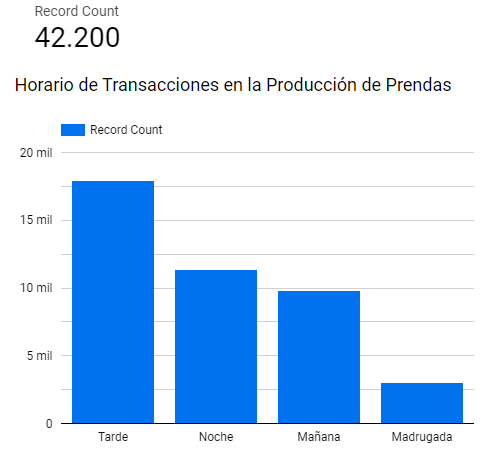 Record Count
42.200
Horario de Transacciones en la Producción de Prendas
Record Count
20 mil
15 mil
10 mil
5 mil
0
Tarde Noche Mañana Madrugada